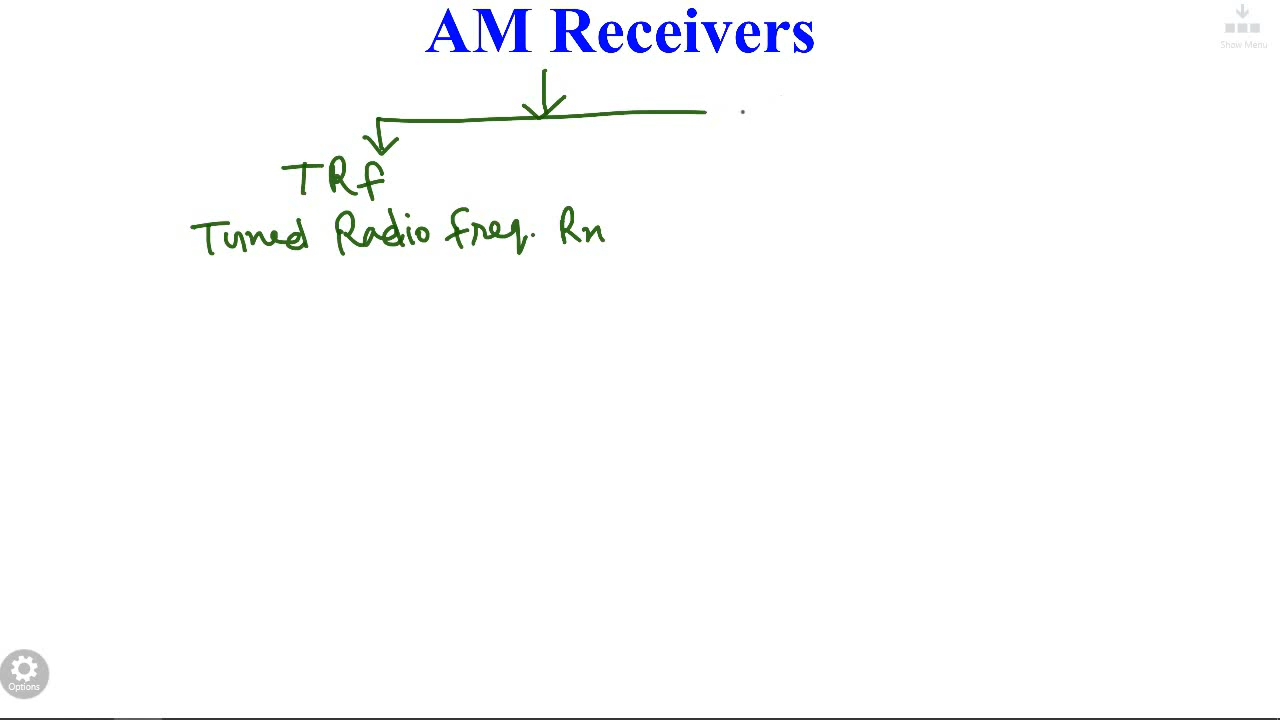 AM Receivers
Show Menu
TRf
Tuned Radio freq. Rn
Options